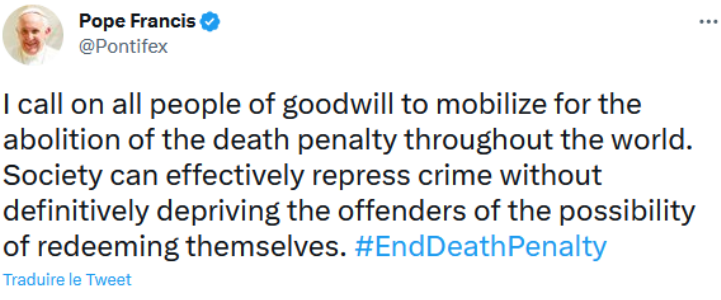 Pope Francis
@Pontifex
I call on all people of goodwill to mobilize for the
abolition of the death penalty throughout the world.
Society can effectively repress crime without
definitively depriving the offenders of the possibility
of redeeming themselves. #EndDeathPenalty
Traduire le Tweet